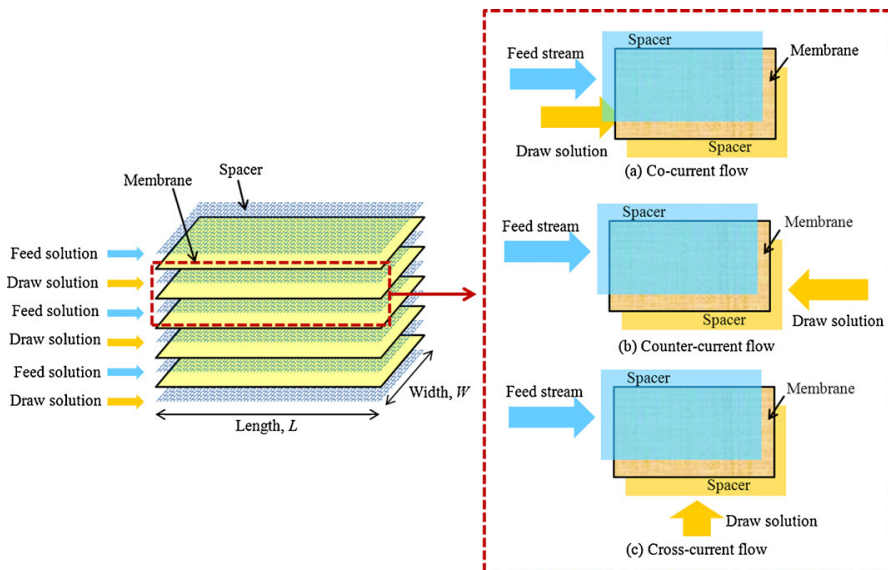 Spacer
Membrane
Feed solution
Draw solution
Feed solution
Draw solution
Feed solution
Draw solution
Width, W
Length, L
Spacer
Feed stream
Membrane
Draw solution
Spacer
(a) Co-current flow
Spacer
Feed stream
Membrane
Spacer
Draw solution
(b) Counter-current flow
Spacer
Feed stream
Membrane
Spacer
Draw solution
(c) Cross-current flow